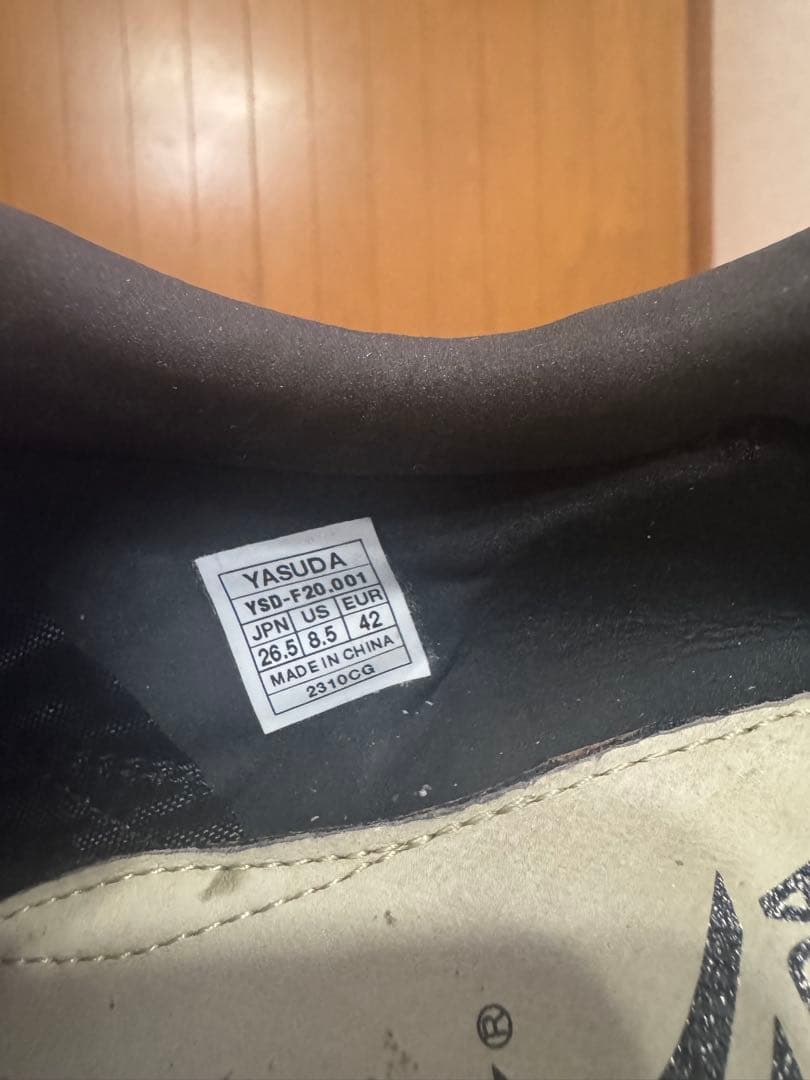 YASUDA
YSD-F20.001
JPN US EUR
26.5 8.5 42
MADE IN CHINA
2310CG
®